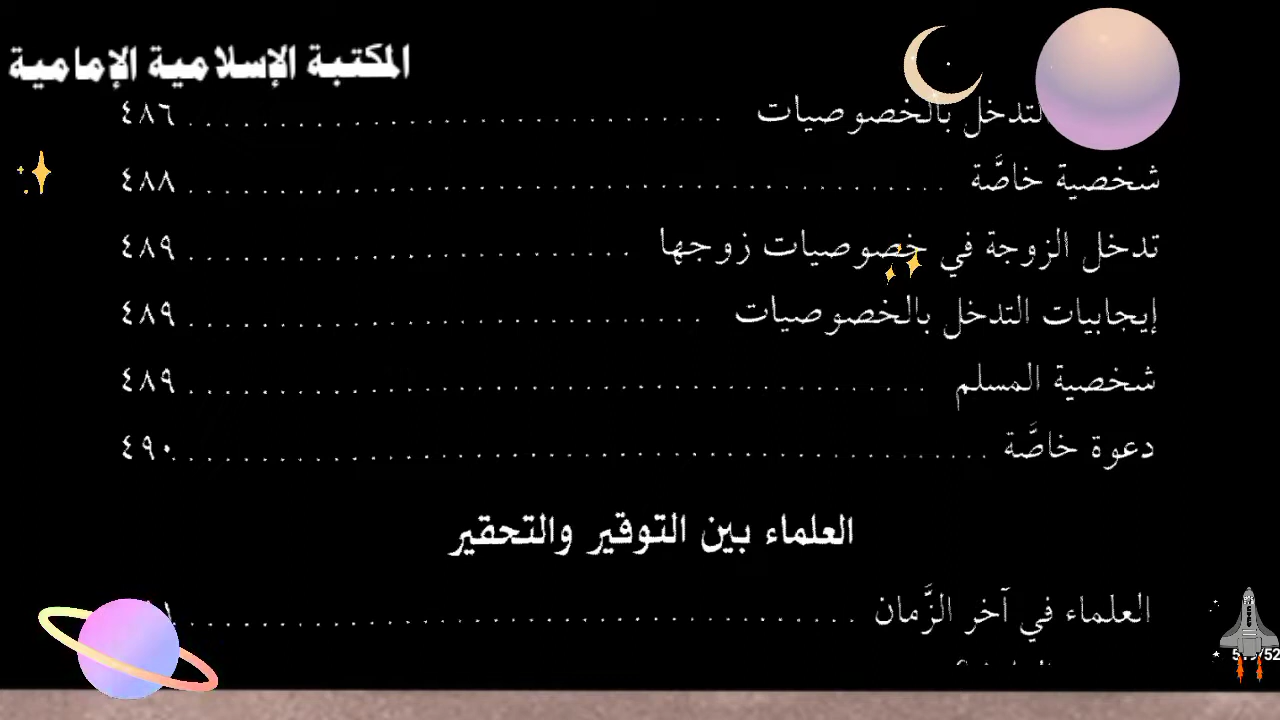 المكتبة الإسلامية الإمامية
لتدخل بالخصوصيات ٤٨٦
شخصية خاصَّة ٤٨٨
تدخل الزوجة في خصوصيات زوجها ٤٨٩
إيجابيات التدخل بالخصوصيات ٤٨٩
شخصية المسلم ٤٨٩
دعوة خاصَّة ٤٩٠
العلماء بين التوقير والتحقير
العلماء في آخر الزَّمان